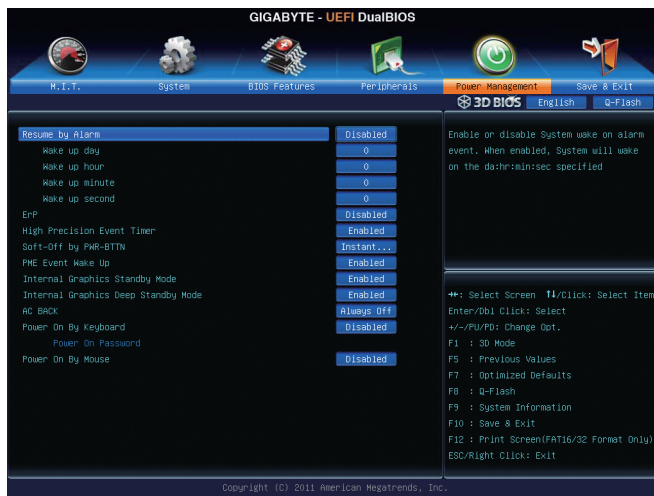 GIGABYTE - UEFI DualBIOS
M.I.T. System BIOS Features Peripherals Power Management Save & Exit
3D BIOS English Q-Flash
Resume by Alarm Disabled
Wake up day 0
Wake up hour 0
Wake up minute 0
Wake up second 0
ErP Disabled
High Precision Event Timer Enabled
Soft-Off by PWR-BTTN Instant...
PME Event Wake Up Enabled
Internal Graphics Standby Mode Enabled
Internal Graphics Deep Standby Mode Enabled
AC BACK Always Off
Power On By Keyboard Disabled
Power On Password
Power On By Mouse Disabled
Enable or disable System wake on alarm
event. When enabled, System will wake
on the da:hr:min:sec specified
→←: Select Screen ↑↓/Click: Select Item
Enter/Dbl Click: Select
+/-/PU/PD: Change Opt.
F1 : 3D Mode
F5 : Previous Values
F7 : Optimized Defaults
F8 : Q-Flash
F9 : System Information
F10 : Save & Exit
F12 : Print Screen(FAT16/32 Format Only)
ESC/Right Click: Exit
Copyright (C) 2011 American Megatrends, Inc.